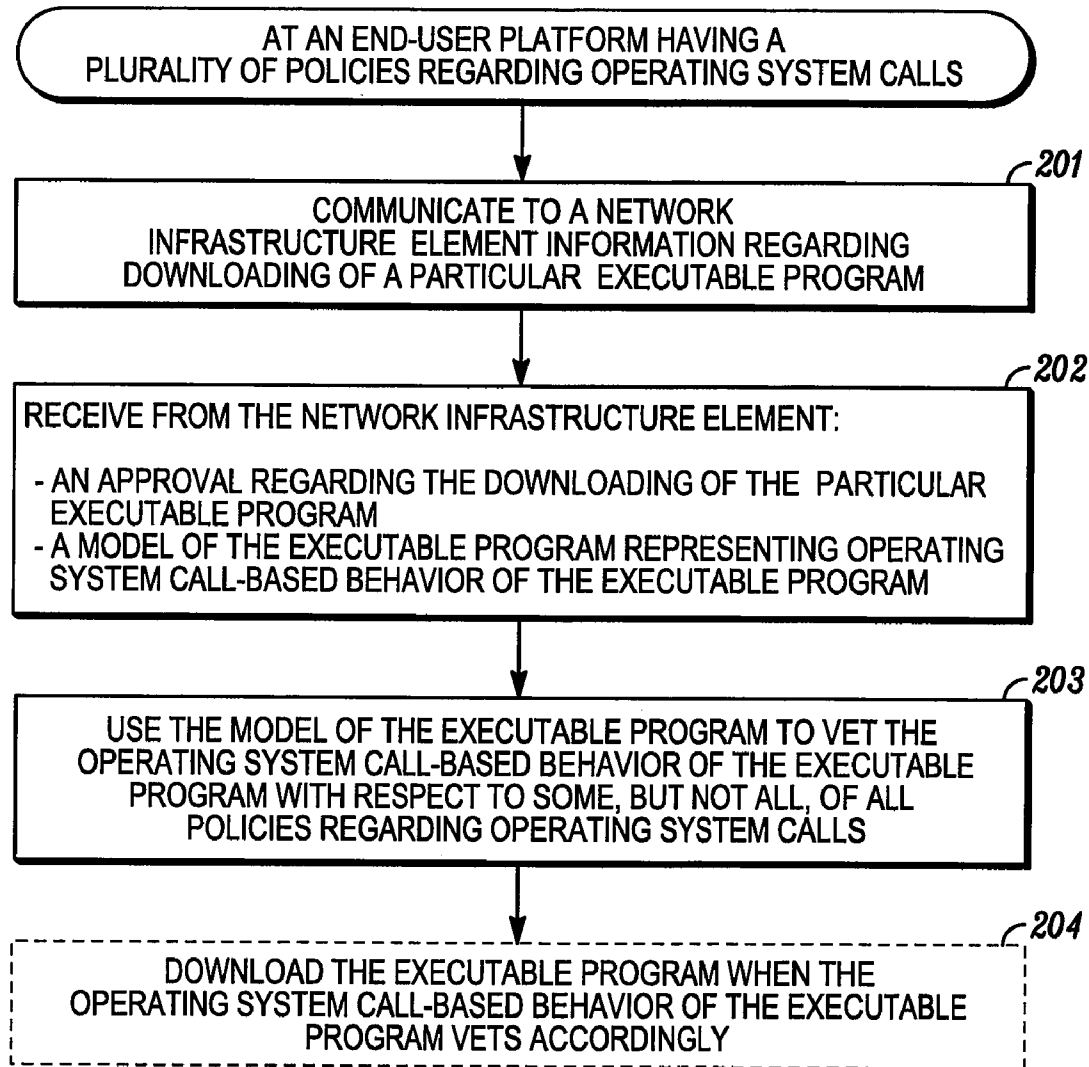 AT AN END-USER PLATFORM HAVING A
PLURALITY OF POLICIES REGARDING OPERATING SYSTEM CALLS
201
COMMUNICATE TO A NETWORK
INFRASTRUCTURE ELEMENT INFORMATION REGARDING
DOWNLOADING OF A PARTICULAR EXECUTABLE PROGRAM
202
RECEIVE FROM THE NETWORK INFRASTRUCTURE ELEMENT:
- AN APPROVAL REGARDING THE DOWNLOADING OF THE PARTICULAR
EXECUTABLE PROGRAM
- A MODEL OF THE EXECUTABLE PROGRAM REPRESENTING OPERATING
SYSTEM CALL-BASED BEHAVIOR OF THE EXECUTABLE PROGRAM
203
USE THE MODEL OF THE EXECUTABLE PROGRAM TO VET THE
OPERATING SYSTEM CALL-BASED BEHAVIOR OF THE EXECUTABLE
PROGRAM WITH RESPECT TO SOME, BUT NOT ALL, OF ALL
POLICIES REGARDING OPERATING SYSTEM CALLS
204
DOWNLOAD THE EXECUTABLE PROGRAM WHEN THE
OPERATING SYSTEM CALL-BASED BEHAVIOR OF THE EXECUTABLE
PROGRAM VETS ACCORDINGLY